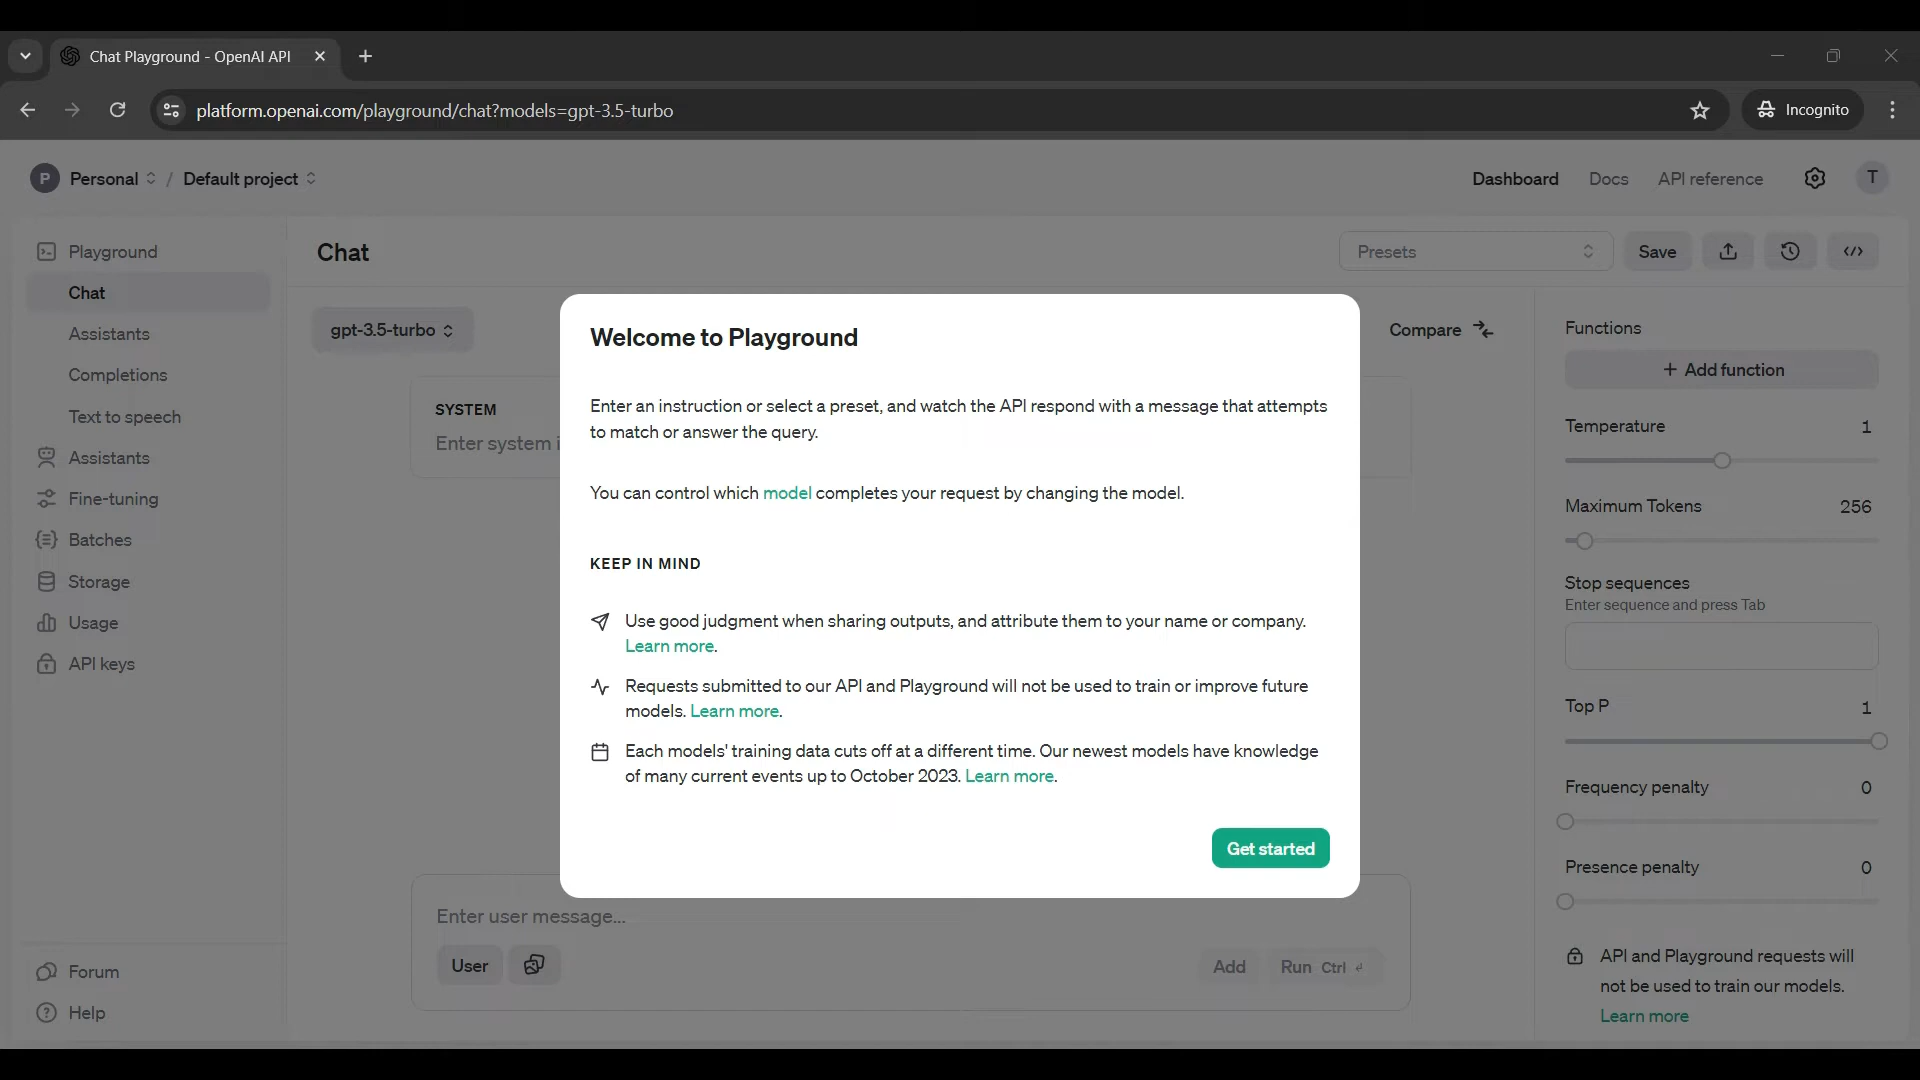 Chat Playground - OpenAI API
platform.openai.com/playground/chat?models=gpt-3.5-turbo
Incognito
P Personal / Default project
Dashboard Docs API reference T
Playground
Chat
Assistants
Completions
Text to speech
Assistants
Fine-tuning
Batches
Storage
Usage
API keys
Forum
Help
Chat
Presets
Save
gpt-3.5-turbo
Compare
SYSTEM
Enter system i
Welcome to Playground
Enter an instruction or select a preset, and watch the API respond with a message that attempts
to match or answer the query.
You can control which model completes your request by changing the model.
KEEP IN MIND
Use good judgment when sharing outputs, and attribute them to your name or company.
Learn more.
Requests submitted to our API and Playground will not be used to train or improve future
models. Learn more.
Each models' training data cuts off at a different time. Our newest models have knowledge
of many current events up to October 2023. Learn more.
Get started
Enter user message...
User
Add
Run Ctrl ↵
Functions
+ Add function
Temperature 1
Maximum Tokens 256
Stop sequences
Enter sequence and press Tab
Top P 1
Frequency penalty 0
Presence penalty 0
API and Playground requests will
not be used to train our models.
Learn more